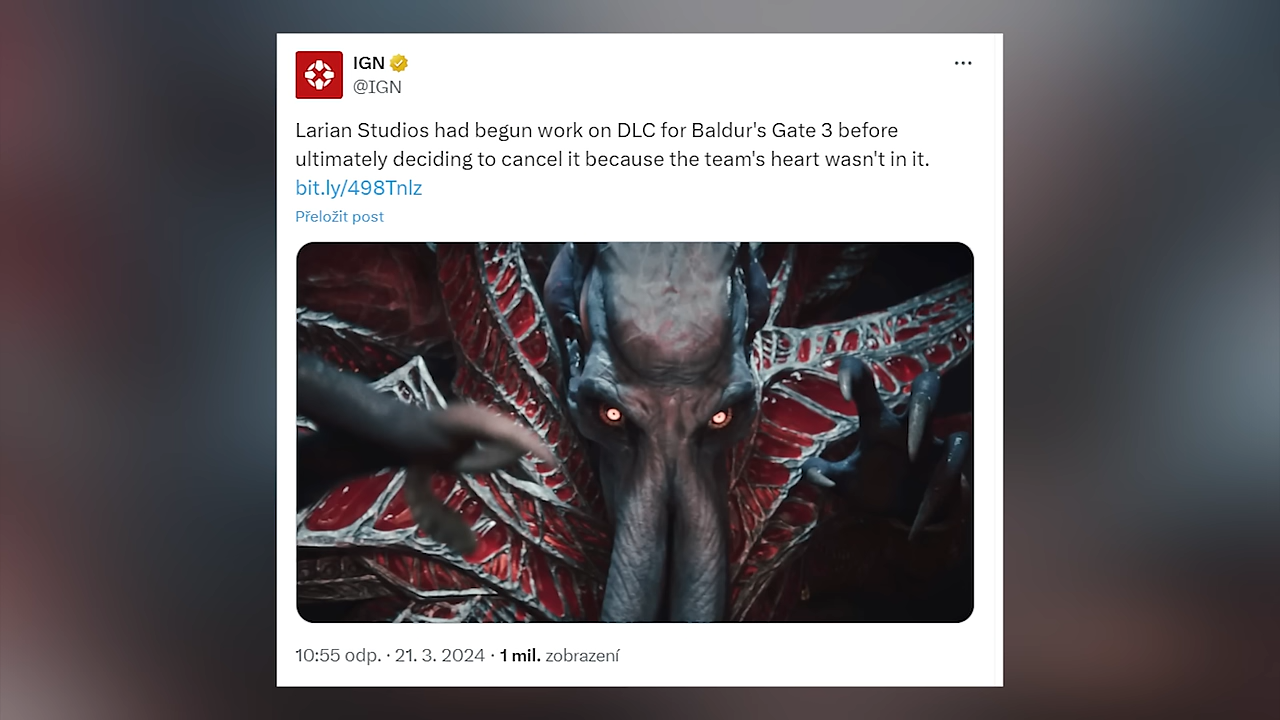 IGN
@IGN
Larian Studios had begun work on DLC for Baldur's Gate 3 before
ultimately deciding to cancel it because the team's heart wasn't in it.
bit.ly/498Tnlz
Přeložit post
10:55 odp. · 21. 3. 2024 · 1 mil. zobrazení